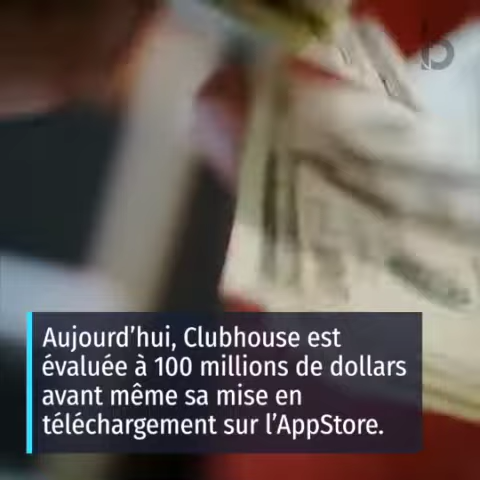 Aujourd'hui, Clubhouse est
évaluée à 100 millions de dollars
avant même sa mise en
téléchargement sur l'AppStore.